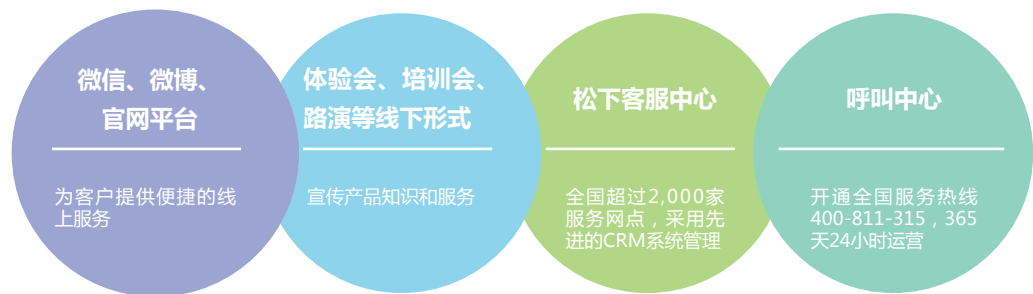 微信、微博、
官网平台
为客户提供便捷的线
上服务
体验会、培训会、
路演等线下形式
宣传产品知识和服务
松下客服中心
全国超过2,000家
服务网点，采用先
进的CRM系统管理
呼叫中心
开通全国服务热线
400-811-315，365
天24小时运营